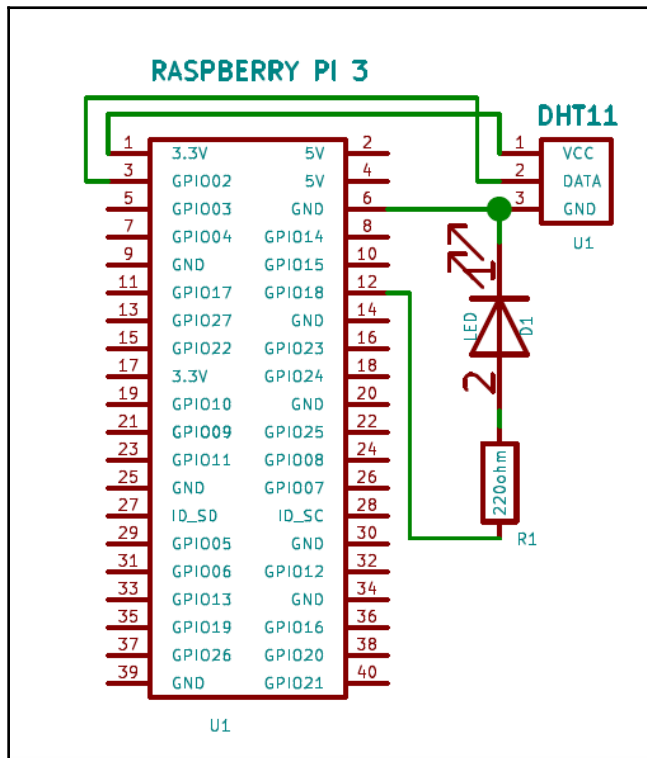 RASPBERRY PI 3
DHT11
1 3.3V 5V 2
3 GPIO02 5V 4
5 GPIO03 GND 6
7 GPIO04 GPIO14 8
9 GND GPIO15 10
11 GPIO17 GPIO18 12
13 GPIO27 GND 14
15 GPIO22 GPIO23 16
17 3.3V GPIO24 18
19 GPIO10 GND 20
21 GPIO09 GPIO25 22
23 GPIO11 GPIO08 24
25 GND GPIO07 26
27 ID_SD ID_SC 28
29 GPIO05 GND 30
31 GPIO06 GPIO12 32
33 GPIO13 GND 34
35 GPIO19 GPIO16 36
37 GPIO26 GPIO20 38
39 GND GPIO21 40
U1
1 VCC
2 DATA
3 GND
U1
1
LED
D1
2
220ohm
R1